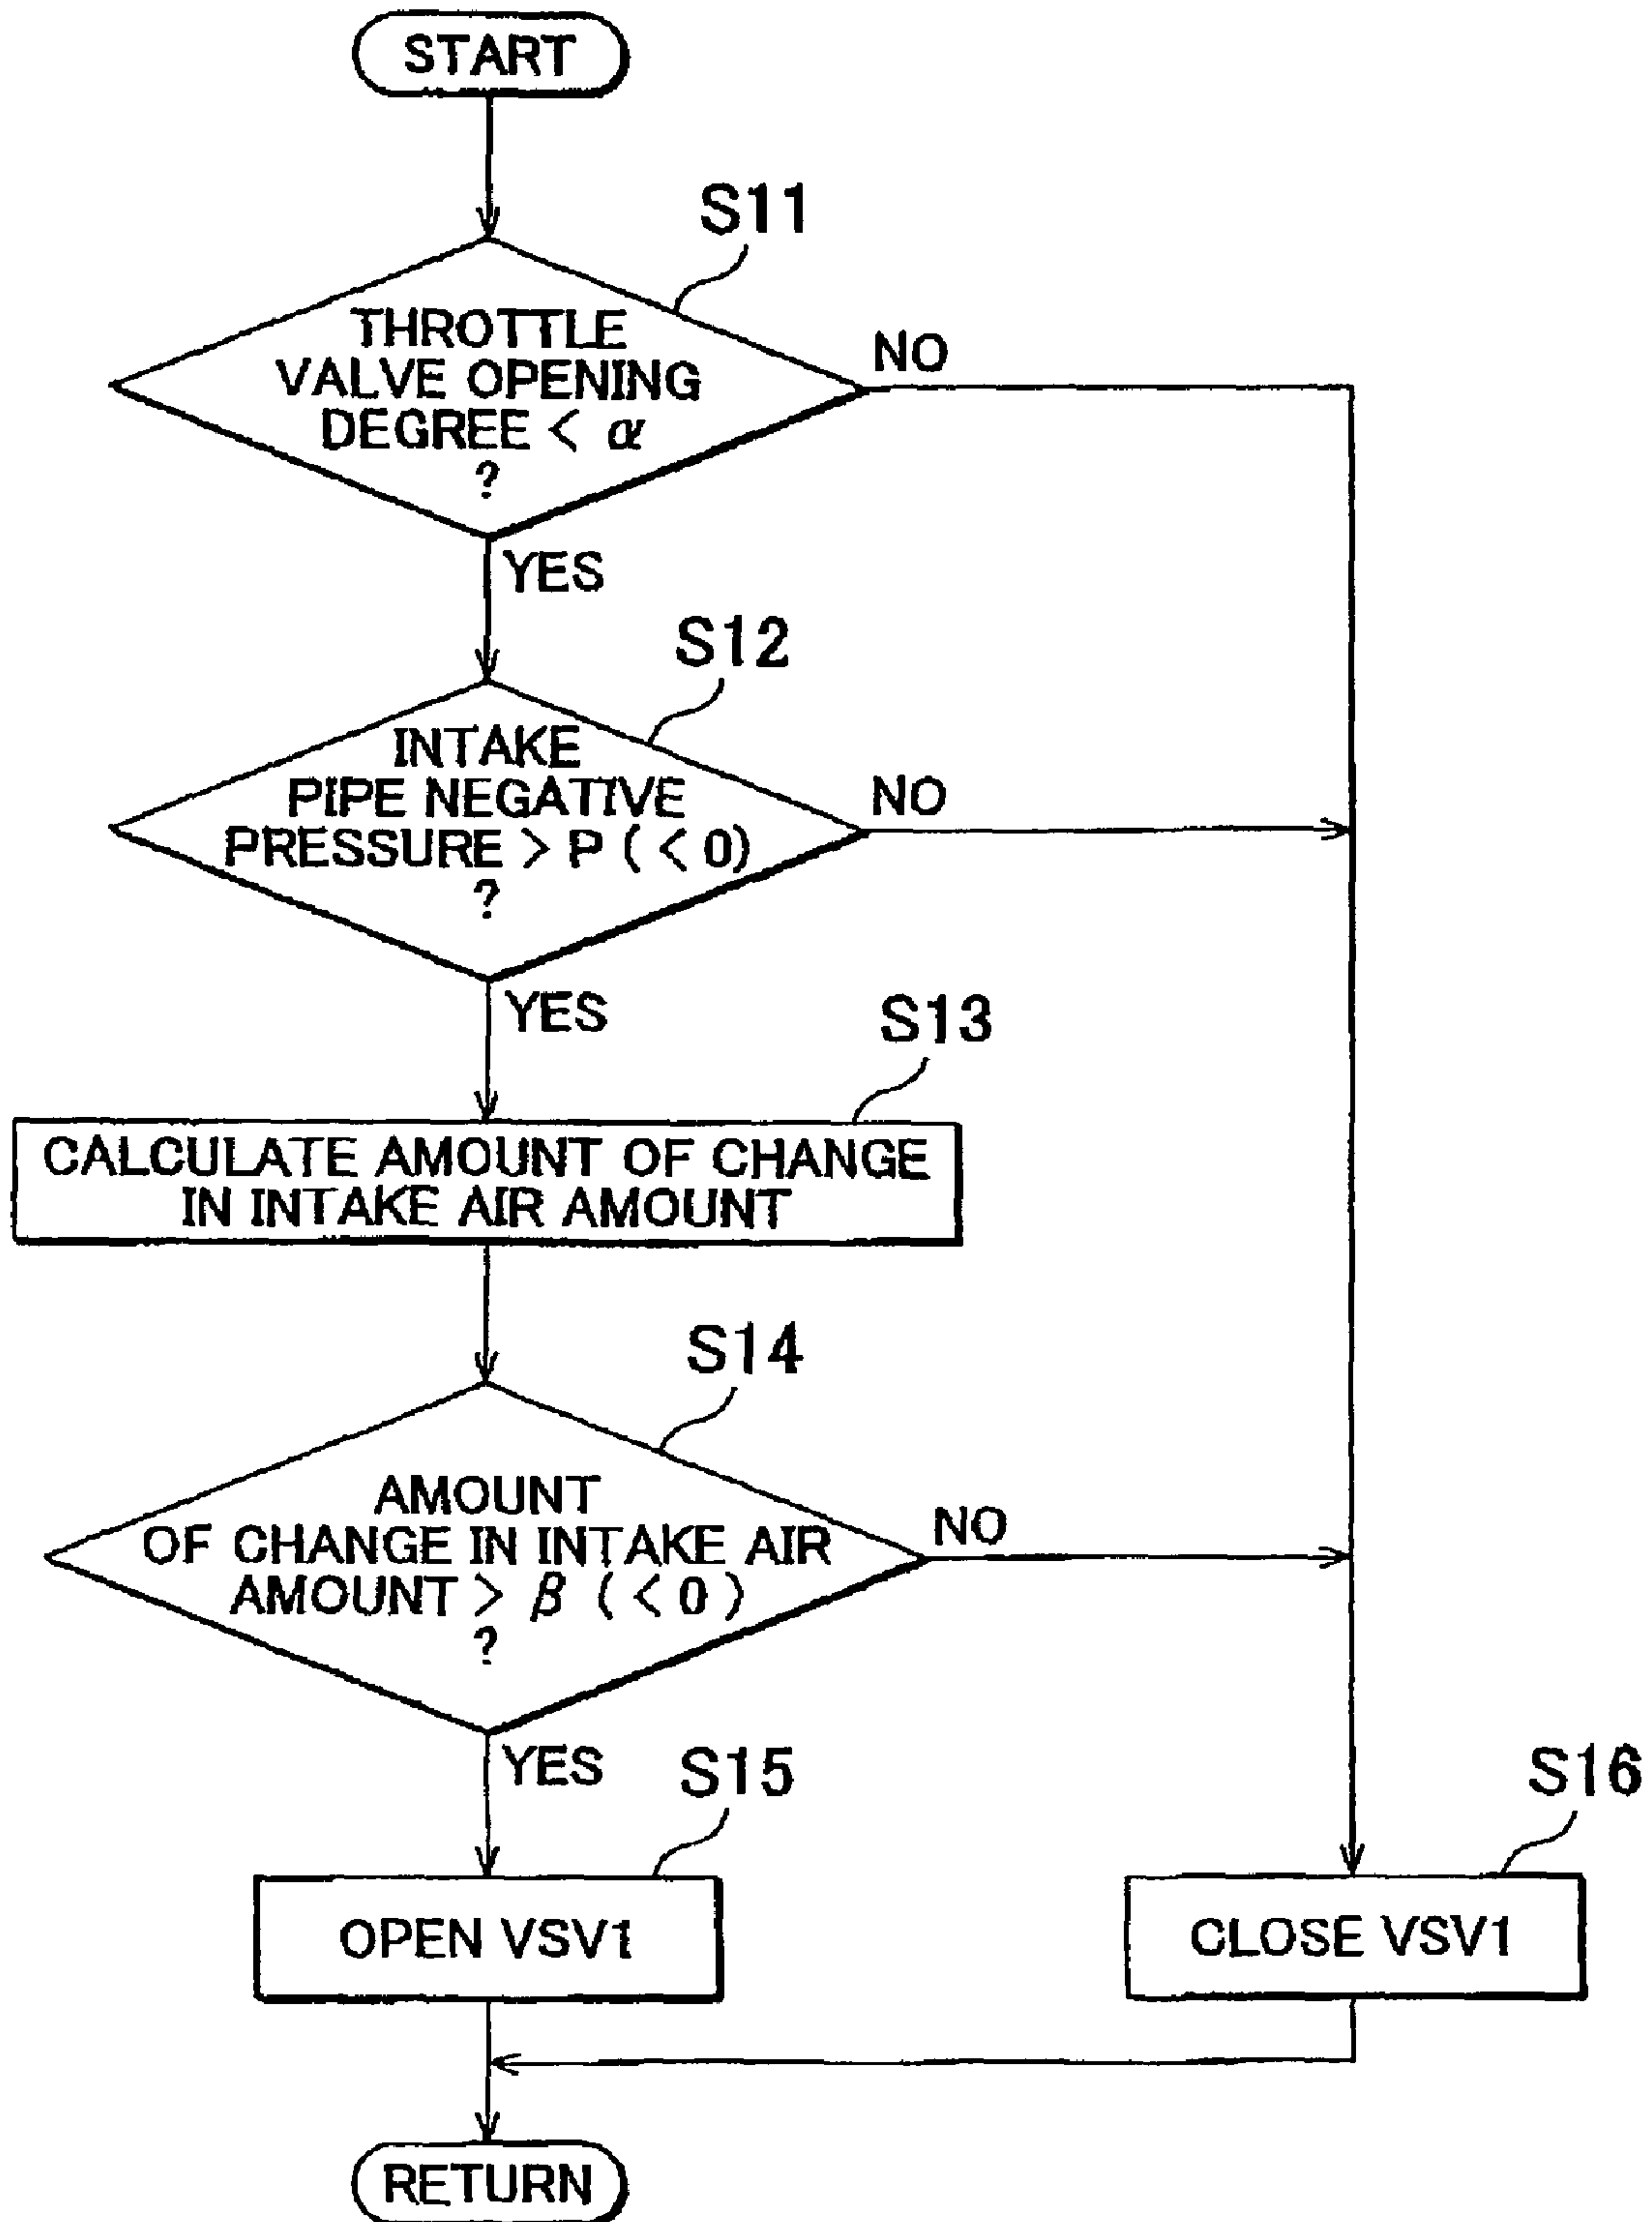 START
S11
THROTTLE
VALVE OPENING
DEGREE < α
?
NO
YES
S12
INTAKE
PIPE NEGATIVE
PRESSURE > P ( < 0)
?
NO
YES
S13
CALCULATE AMOUNT OF CHANGE
IN INTAKE AIR AMOUNT
S14
AMOUNT
OF CHANGE IN INTAKE AIR
AMOUNT > β ( < 0 )
?
NO
YES
S15
OPEN VSV1
S16
CLOSE VSV1
RETURN